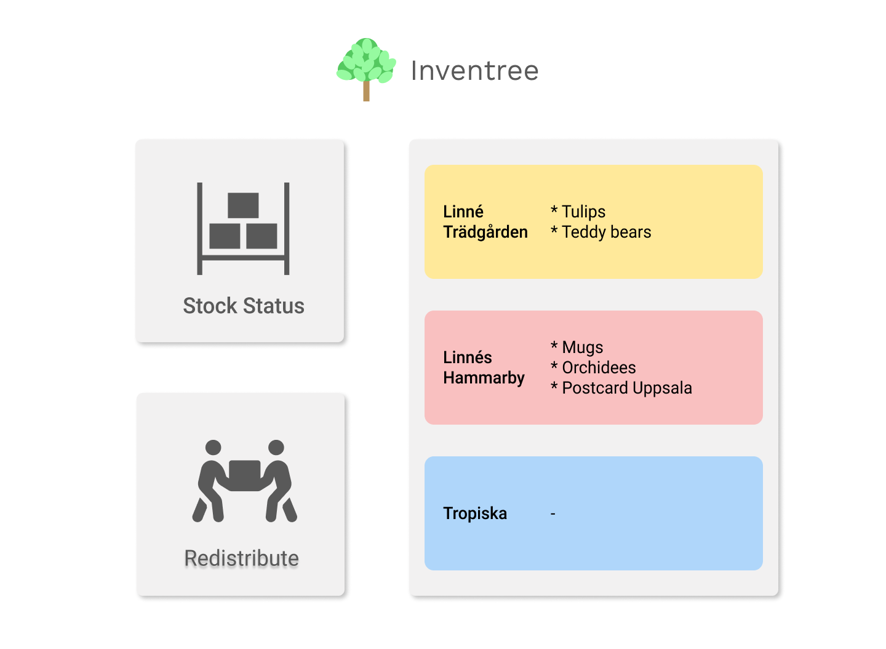 Inventree
Stock Status
Redistribute
Linné
Trädgården
* Tulips
* Teddy bears
Linnés
Hammarby
* Mugs
* Orchidees
* Postcard Uppsala
Tropiska
-